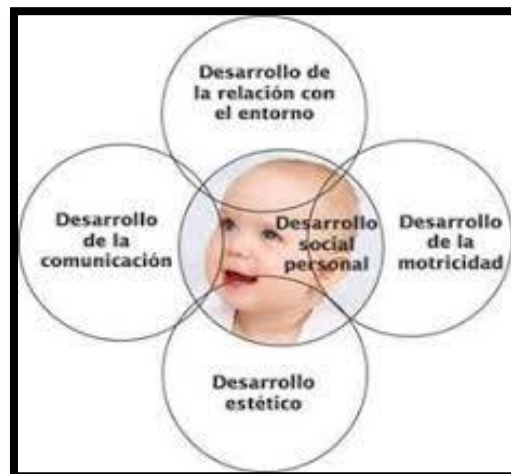 Desarrollo de
la relación con
el entorno
Desarrollo
de la
comunicación
Desarrollo
social
personal
Desarrollo
de la
motricidad
Desarrollo
estético